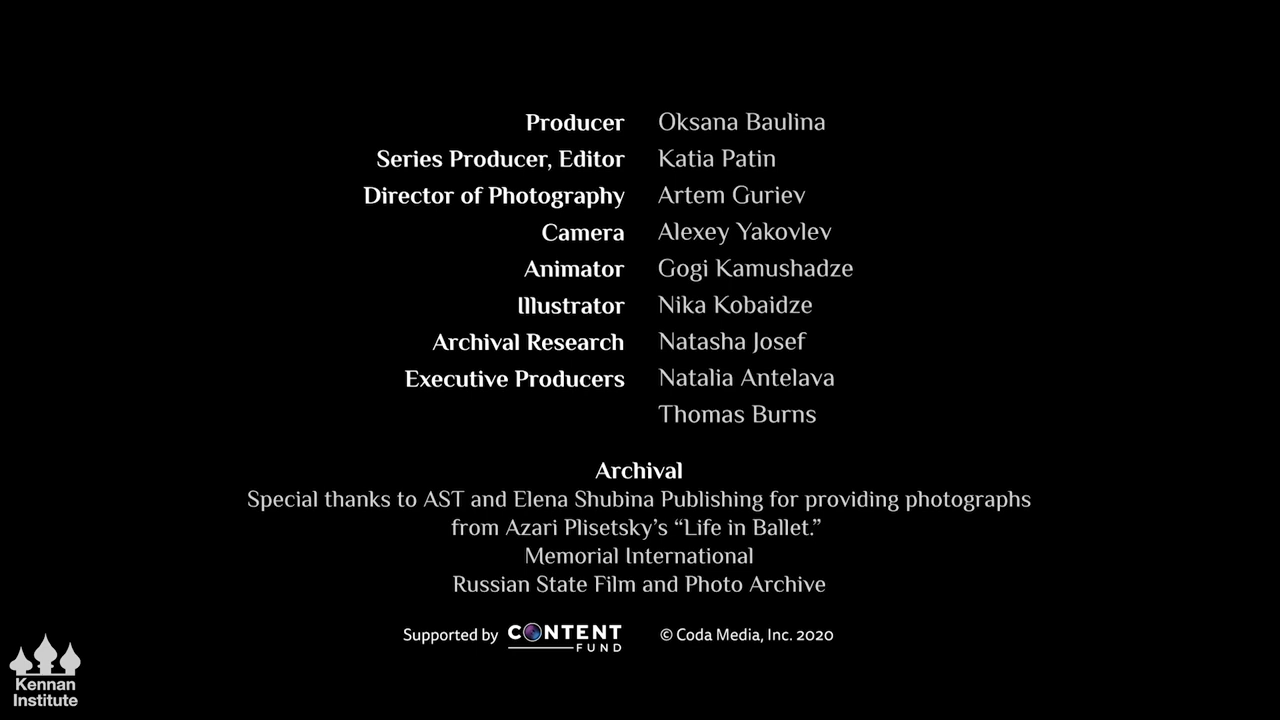 Producer Oksana Baulina
Series Producer, Editor Katia Patin
Director of Photography Artem Guriev
Camera Alexey Yakovlev
Animator Gogi Kamushadze
Illustrator Nika Kobaidze
Archival Research Natasha Josef
Executive Producers Natalia Antelava
Thomas Burns
Archival
Special thanks to AST and Elena Shubina Publishing for providing photographs
from Azari Plisetsky’s “Life in Ballet.”
Memorial International
Russian State Film and Photo Archive
Supported by CONTENT FUND © Coda Media, Inc. 2020
Kennan
Institute